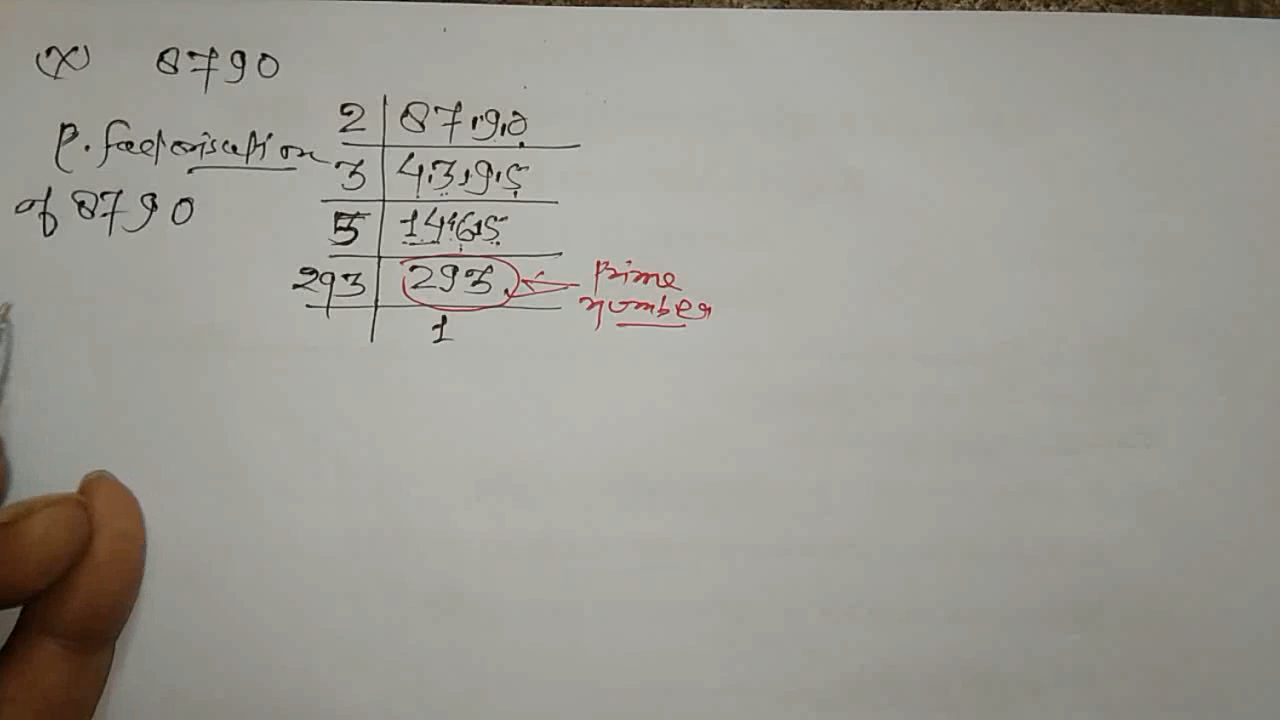 (x) 8790
P. factorisation
of 8790
2 | 8790
3 | 4395
5 | 1465
293 | 293
1
Prime
number